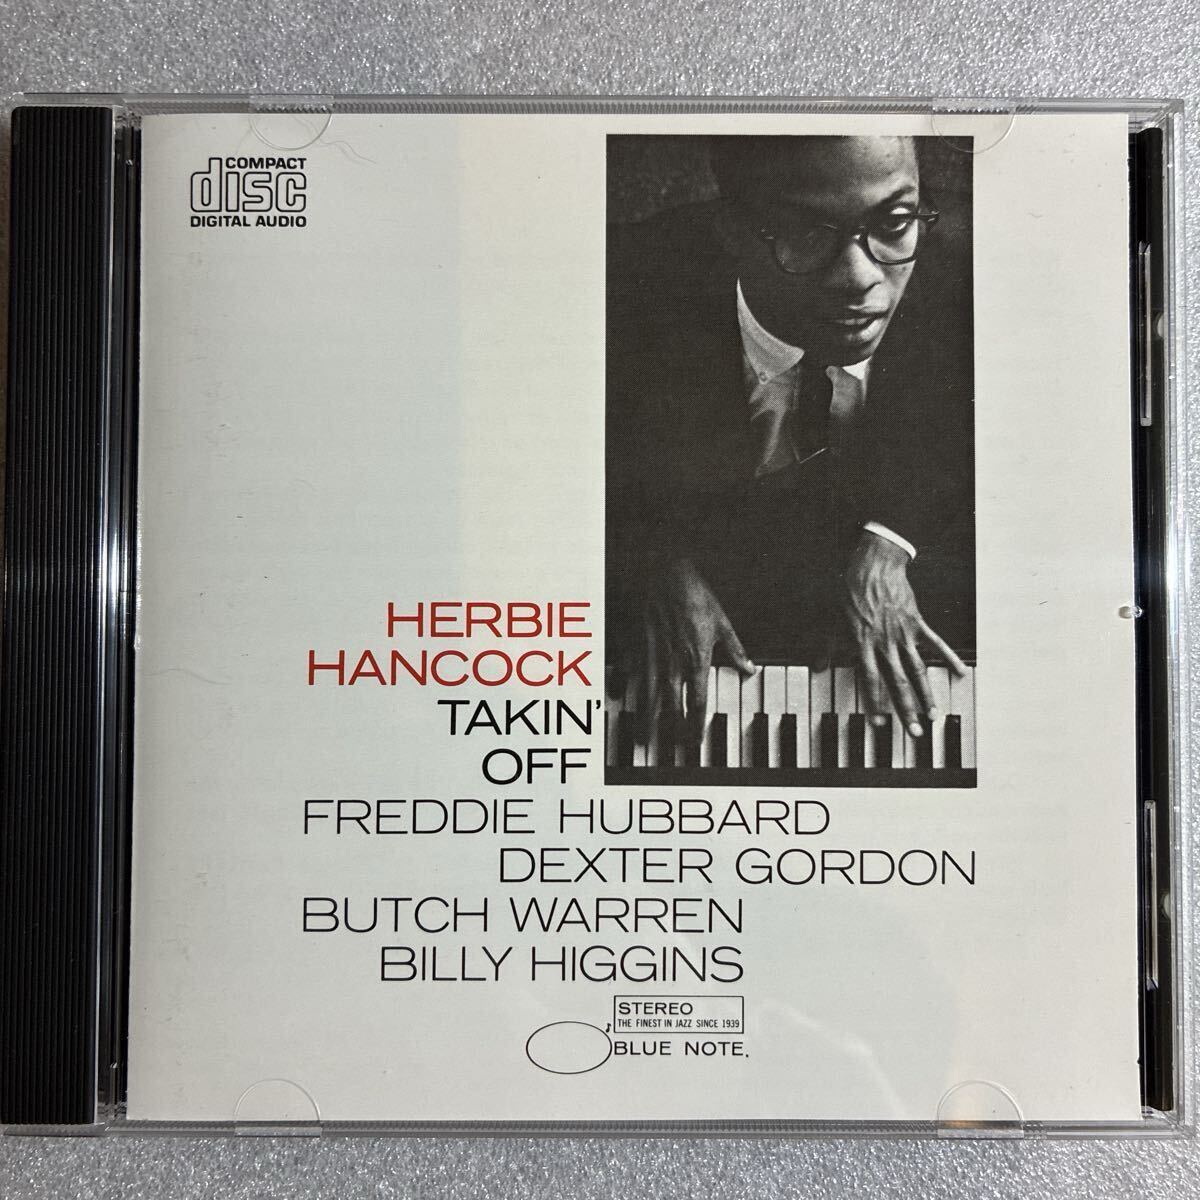 COMPACT
disc
DIGITAL AUDIO
HERBIE
HANCOCK
TAKIN'
OFF
FREDDIE HUBBARD
DEXTER GORDON
BUTCH WARREN
BILLY HIGGINS
STEREO
THE FINEST IN JAZZ SINCE 1939
BLUE NOTE.